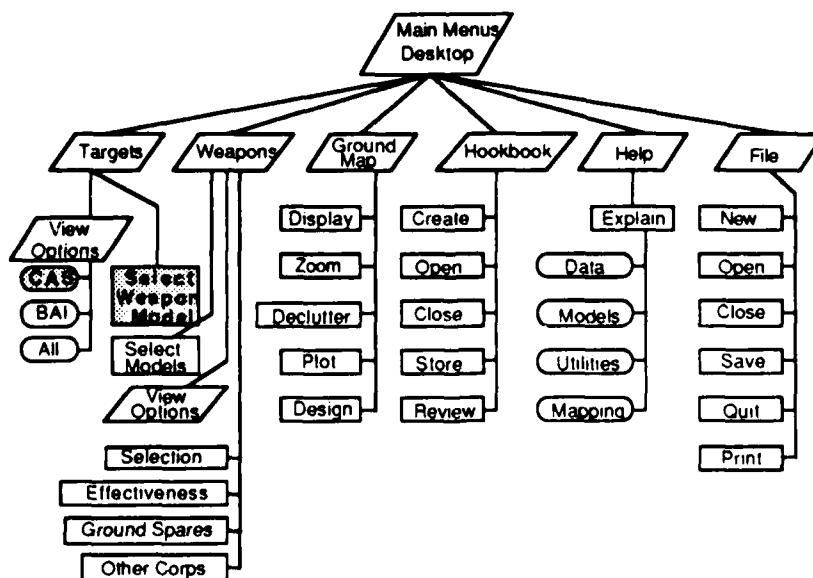 Main Menus
Desktop
Targets
Weapons
Ground
Map
Hookbook
Help
File
View
Options
CAS
BAI
All
Select
Weapon
Model
Select
Models
View
Options
Selection
Effectiveness
Ground Spares
Other Corps
Display
Zoom
Declutter
Plot
Design
Create
Open
Close
Store
Review
Explain
Data
Models
Utilities
Mapping
New
Open
Close
Save
Quit
Print